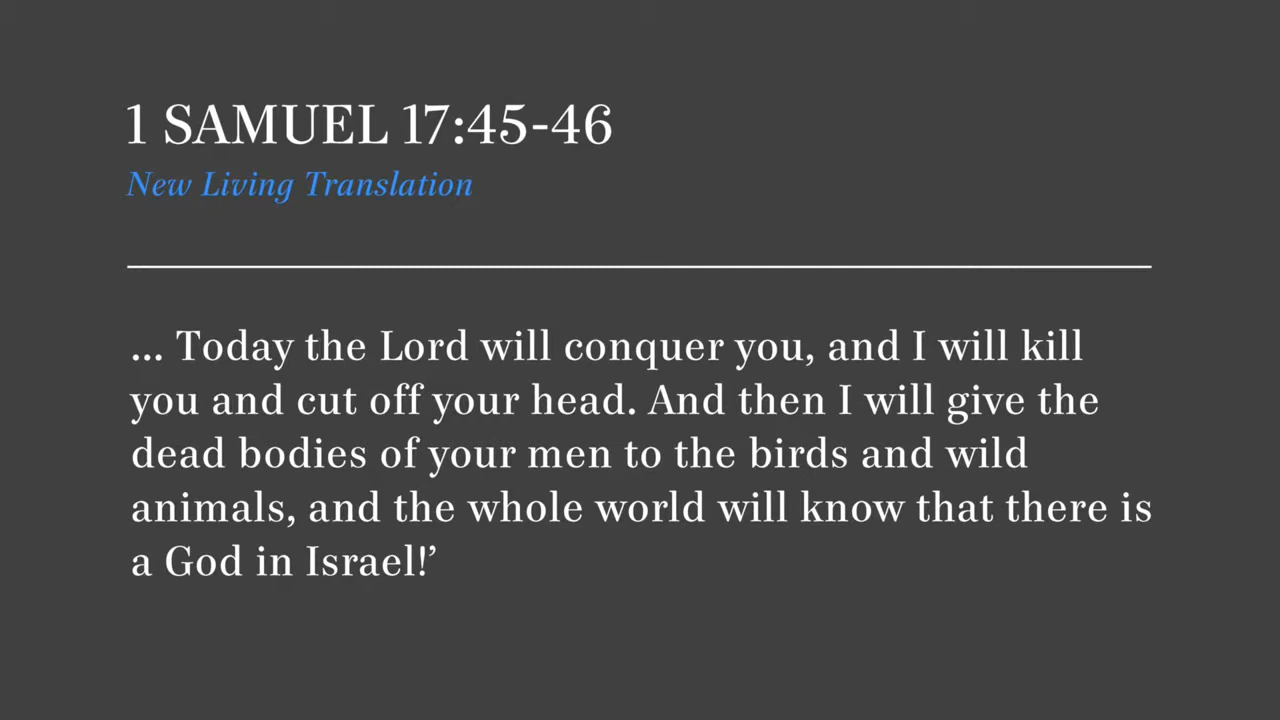 1 SAMUEL 17:45-46
New Living Translation
... Today the Lord will conquer you, and I will kill
you and cut off your head. And then I will give the
dead bodies of your men to the birds and wild
animals, and the whole world will know that there is
a God in Israel!’